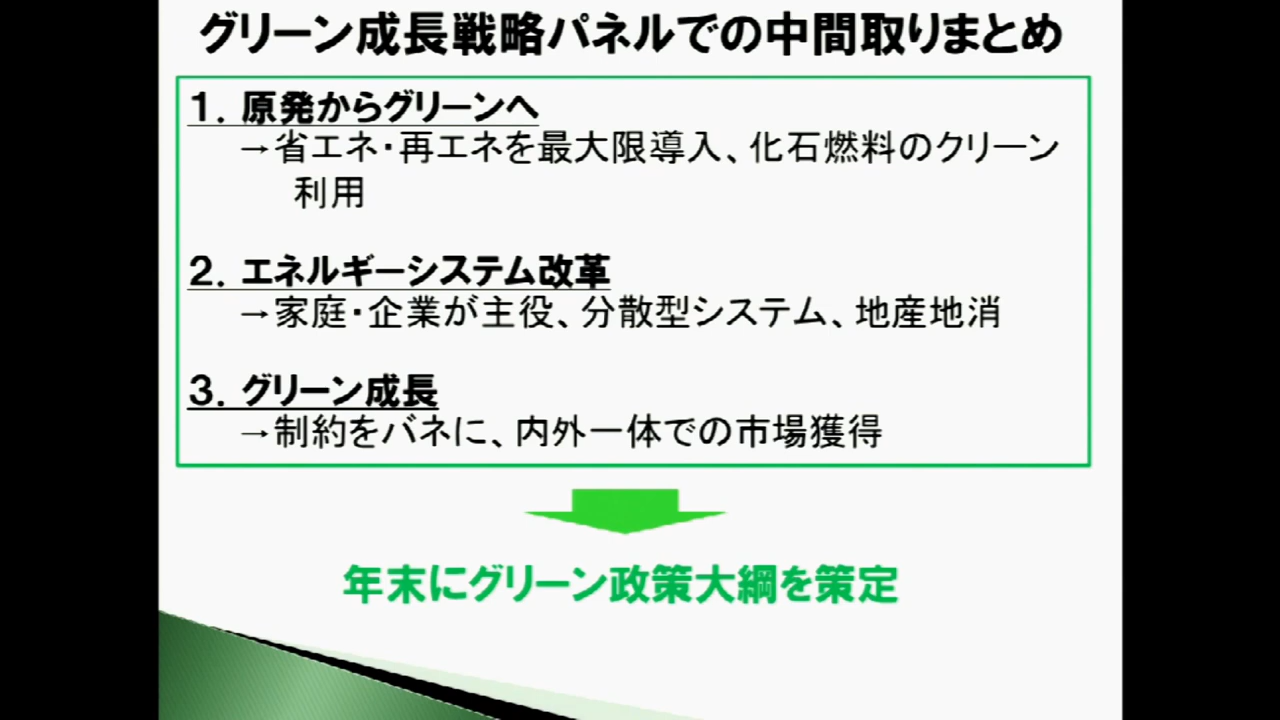 グリーン成長戦略パネルでの中間取りまとめ
1．原発からグリーンへ
→省エネ・再エネを最大限導入、化石燃料のクリーン
利用
2．エネルギーシステム改革
→家庭・企業が主役、分散型システム、地産地消
3．グリーン成長
→制約をバネに、内外一体での市場獲得
年末にグリーン政策大綱を策定